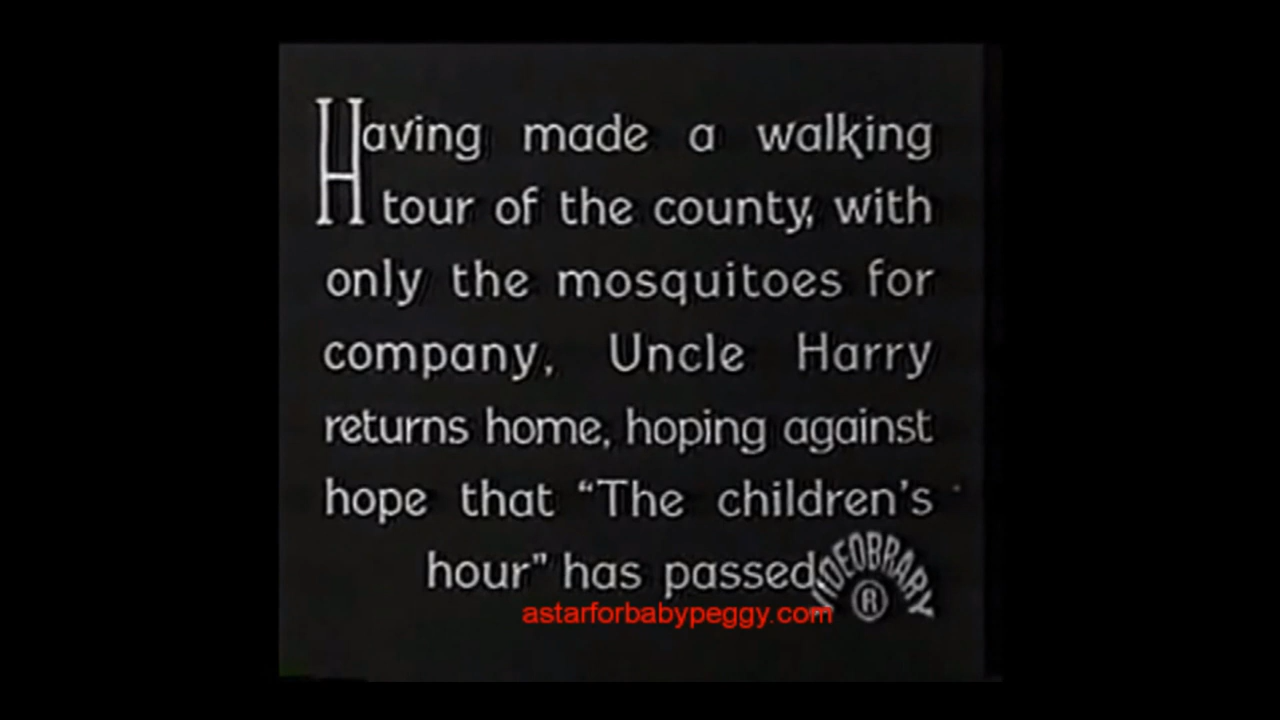 Having made a walking
tour of the county, with
only the mosquitoes for
company, Uncle Harry
returns home, hoping against
hope that “The children’s
hour” has passed.
VIDEOBRARY
®
astarforbabypeggy.com